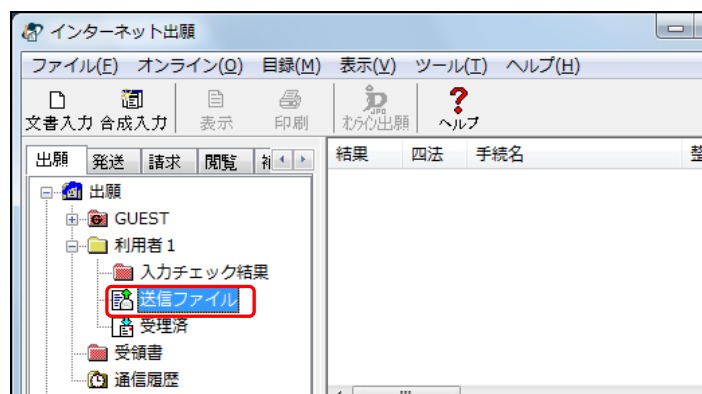 インターネット出願
ファイル(F) オンライン(O) 目録(M) 表示(V) ツール(T) ヘルプ(H)
文書入力 合成入力 表示 印刷 オンライン出願 ヘルプ
出願 発送 請求 閲覧
結果 四法 手続名
出願
GUEST
利用者1
入力チェック結果
送信ファイル
受理済
受領書
通信履歴